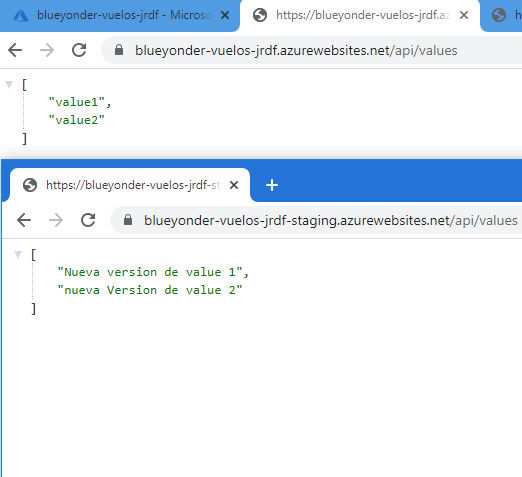 blueyonder-vuelos-jrdf - Microso
https://blueyonder-vuelos-jrdf.az
h
blueyonder-vuelos-jrdf.azurewebsites.net/api/values
[
"value1",
"value2"
]
https://blueyonder-vuelos-jrdf-st
blueyonder-vuelos-jrdf-staging.azurewebsites.net/api/values
[
"Nueva version de value 1",
"nueva Version de value 2"
]